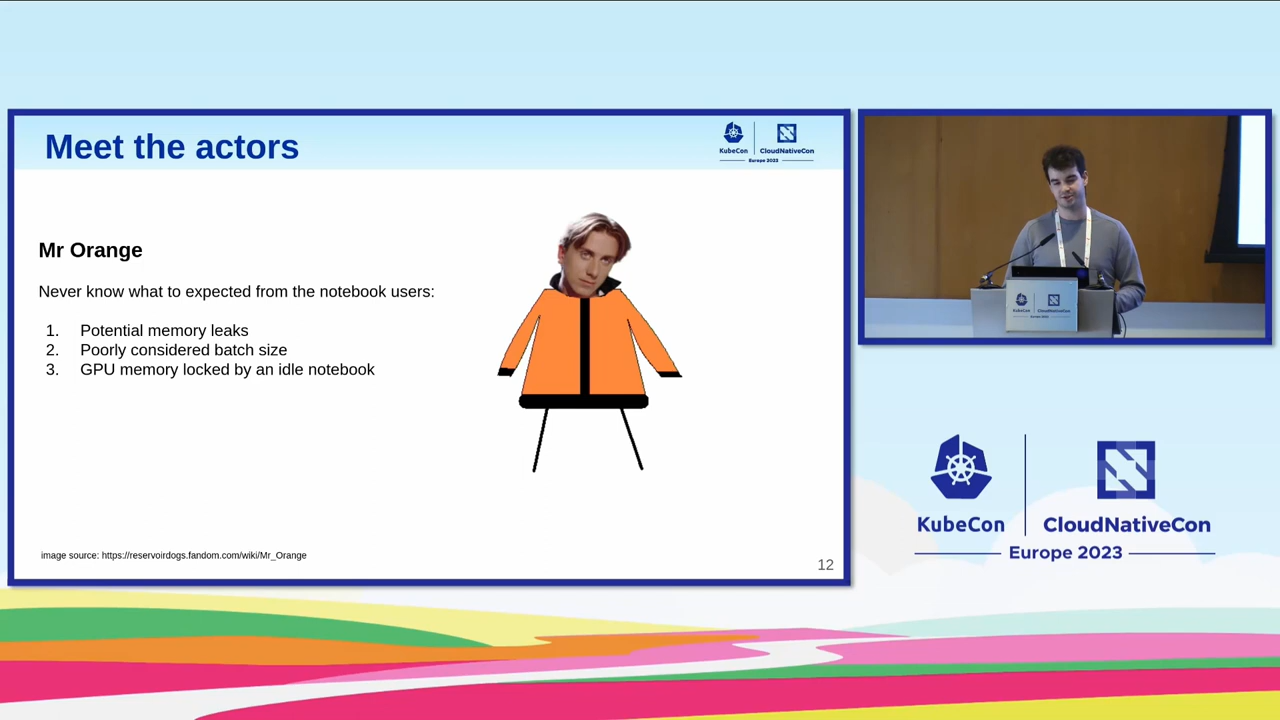 Meet the actors
KubeCon
CloudNativeCon
Europe 2023
Mr Orange
Never know what to expected from the notebook users:
1. Potential memory leaks
2. Poorly considered batch size
3. GPU memory locked by an idle notebook
image source: https://reservoirdogs.fandom.com/wiki/Mr_Orange
12
KubeCon
CloudNativeCon
Europe 2023